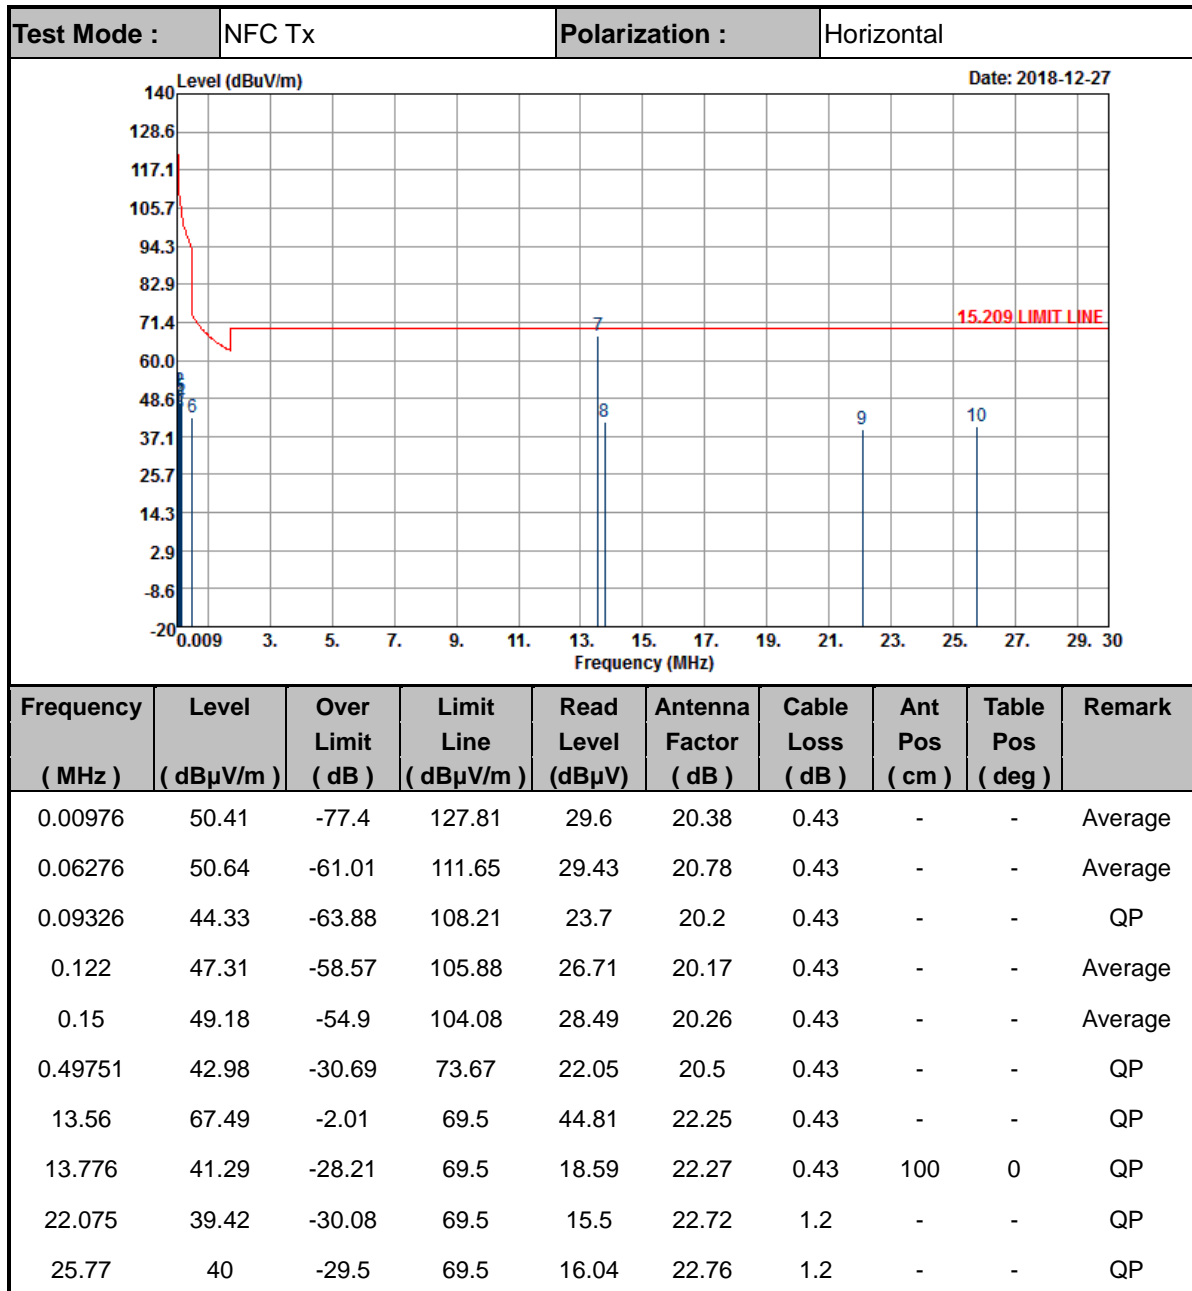 Test Mode : NFC Tx Polarization : Horizontal
Level (dBuV/m) Date: 2018-12-27
140
128.6
117.1
105.7
94.3
82.9
71.4
60.0
48.6
37.1
25.7
14.3
2.9
-8.6
-20
15.209 LIMIT LINE
7
6
8
9
10
0.009 3. 5. 7. 9. 11. 13. 15. 17. 19. 21. 23. 25. 27. 29. 30
Frequency (MHz)
Frequency Level Over Limit Read Antenna Cable Ant Table Remark
Limit Line Level Factor Loss Pos Pos
( MHz ) ( dBµV/m ) ( dB ) ( dBµV/m ) (dBµV) ( dB ) ( dB ) ( cm ) ( deg )
0.00976 50.41 -77.4 127.81 29.6 20.38 0.43 - - Average
0.06276 50.64 -61.01 111.65 29.43 20.78 0.43 - - Average
0.09326 44.33 -63.88 108.21 23.7 20.2 0.43 - - QP
0.122 47.31 -58.57 105.88 26.71 20.17 0.43 - - Average
0.15 49.18 -54.9 104.08 28.49 20.26 0.43 - - Average
0.49751 42.98 -30.69 73.67 22.05 20.5 0.43 - - QP
13.56 67.49 -2.01 69.5 44.81 22.25 0.43 - - QP
13.776 41.29 -28.21 69.5 18.59 22.27 0.43 100 0 QP
22.075 39.42 -30.08 69.5 15.5 22.72 1.2 - - QP
25.77 40 -29.5 69.5 16.04 22.76 1.2 - - QP